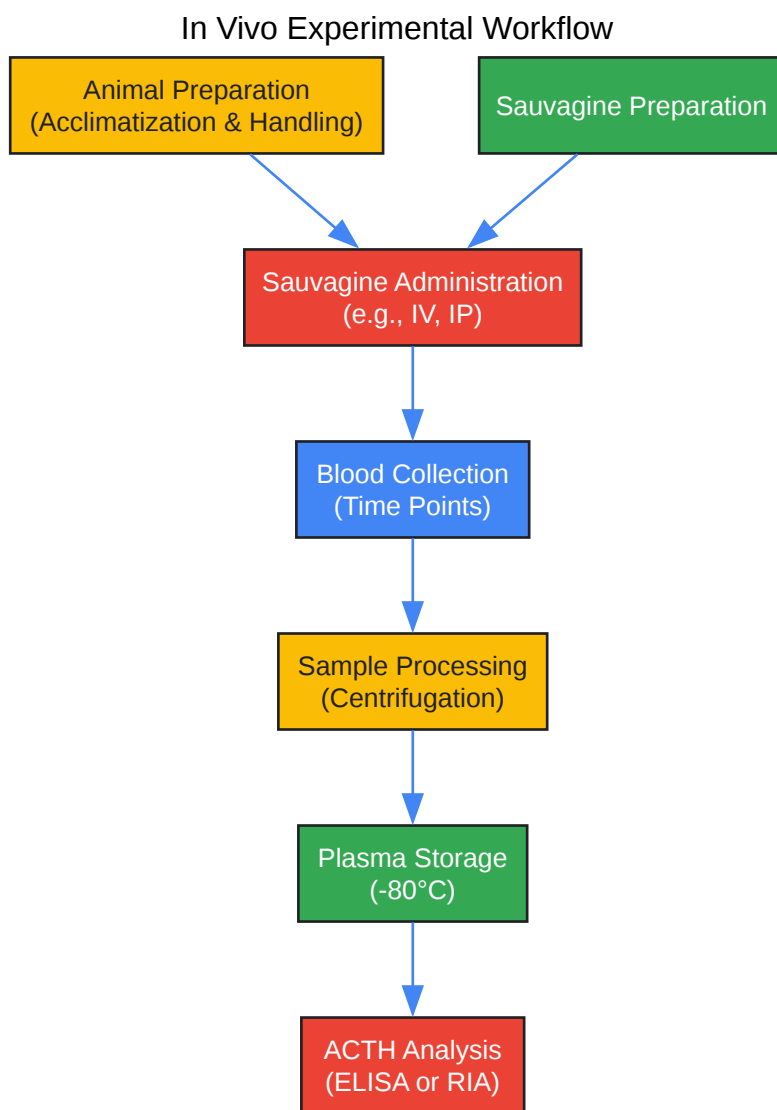 In Vivo Experimental Workflow
Animal Preparation
(Acclimatization & Handling)
Sauvagine Preparation
Sauvagine Administration
(e.g., IV, IP)
Blood Collection
(Time Points)
Sample Processing
(Centrifugation)
Plasma Storage
(-80°C)
ACTH Analysis
(ELISA or RIA)